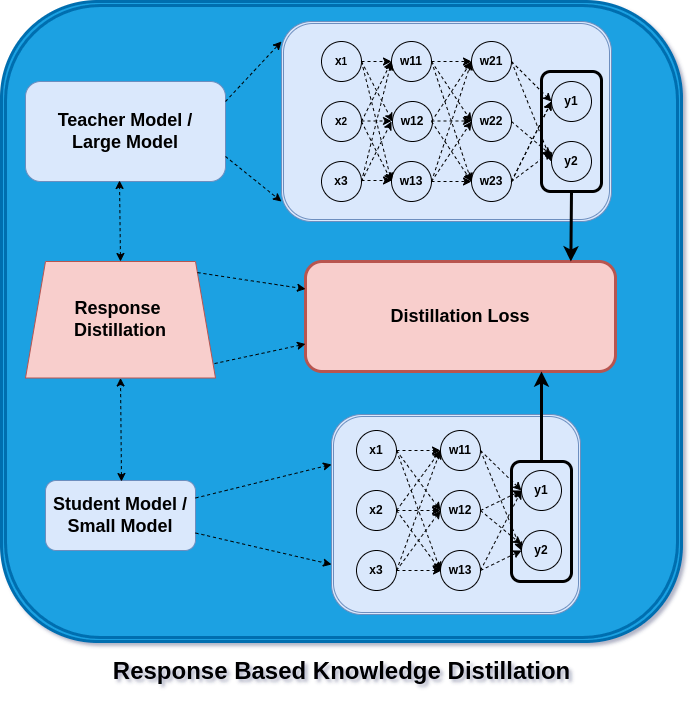 Teacher Model /
Large Model
x1 w11 w21
y1
x2 w12 w22
y2
x3 w13 w23
Response
Distillation
Distillation Loss
Student Model /
Small Model
x1 w11
y1
x2 w12
y2
x3 w13
Response Based Knowledge Distillation